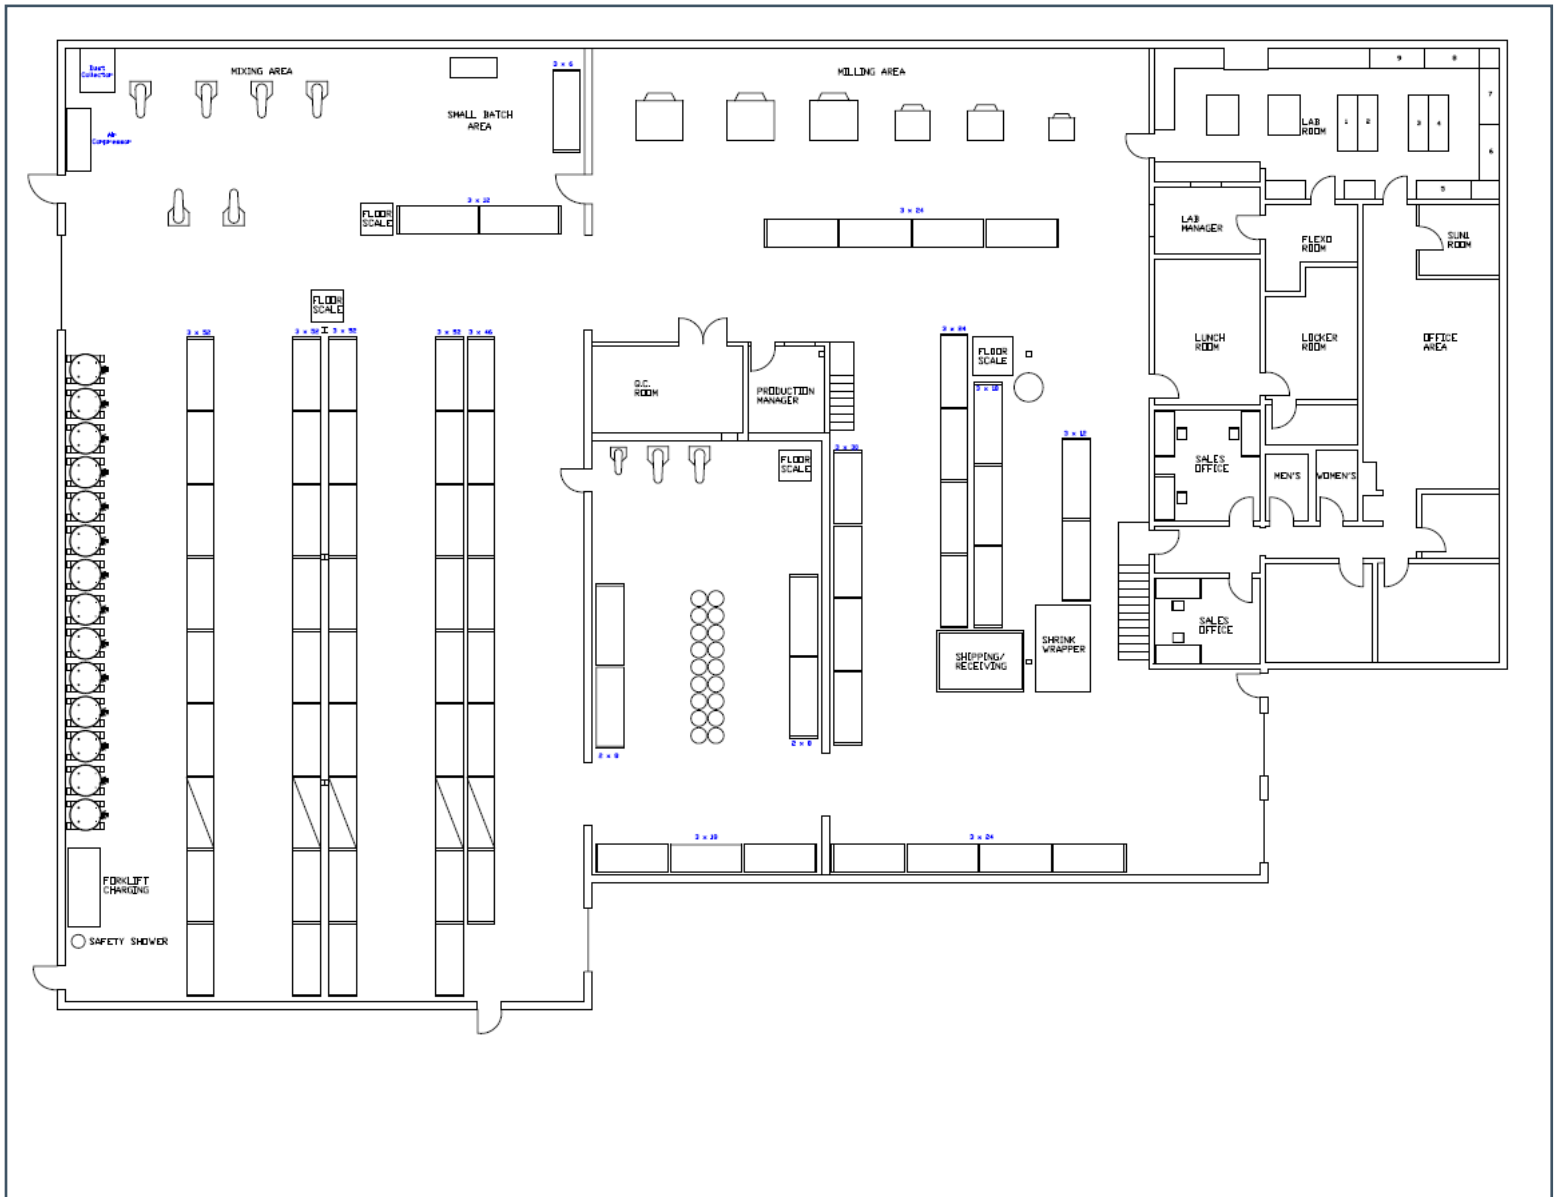 Dust
Collector
MIXING AREA
3 x 6
MILLING AREA
9
8
7
SMALL BATCH
AREA
Air
Compressor
LAB
ROOM
1
2
3
4
6
5
3 x 12
FLOOR
SCALE
3 x 24
LAB
MANAGER
FLEXO
ROOM
SUN1
ROOM
FLOOR
SCALE
3 x 52
3 x 52
3 x 52
3 x 52
3 x 46
3 x 24
FLOOR
SCALE
LUNCH
ROOM
LOCKER
ROOM
OFFICE
AREA
Q.C.
ROOM
PRODUCTION
MANAGER
3 x 18
3 x 12
3 x 30
FLOOR
SCALE
SALES
OFFICE
MEN'S
WOMEN'S
SHIPPING/
RECEIVING
SHRINK
WRAPPER
SALES
OFFICE
2 x 8
2 x 8
3 x 18
3 x 24
FORKLIFT
CHARGING
SAFETY SHOWER